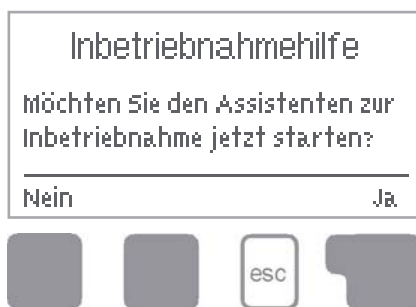 Inbetriebnahmehilfe
Möchten Sie den Assistenten zur
Inbetriebnahme jetzt starten?
Nein Ja
esc